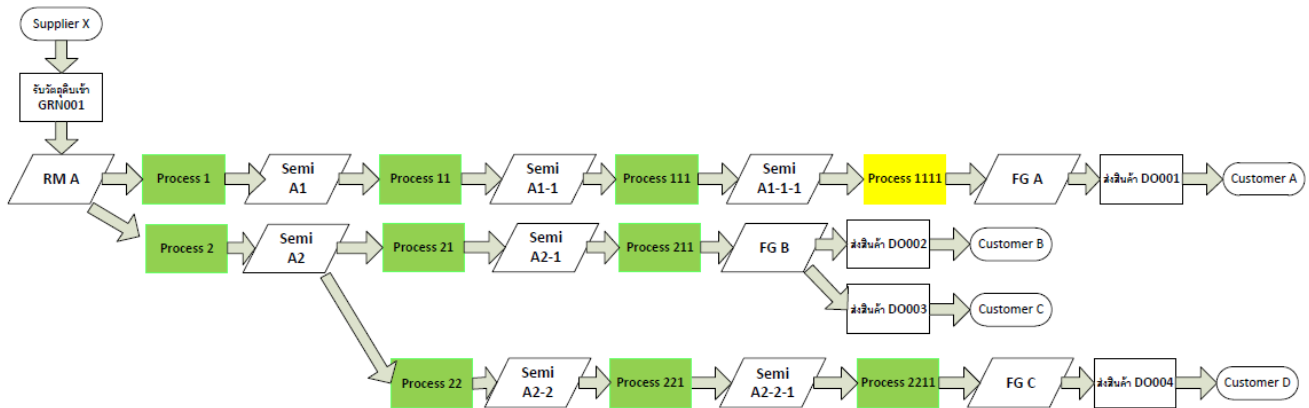 Supplier X
รับวัตถุดิบเข้า
GRN001
RM A
Process 1
Semi
A1
Process 11
Semi
A1-1
Process 111
Semi
A1-1-1
Process 1111
FG A
ส่งสินค้า DO001
Customer A
Process 2
Semi
A2
Process 21
Semi
A2-1
Process 211
FG B
ส่งสินค้า DO002
Customer B
ส่งสินค้า DO003
Customer C
Process 22
Semi
A2-2
Process 221
Semi
A2-2-1
Process 2211
FG C
ส่งสินค้า DO004
Customer D